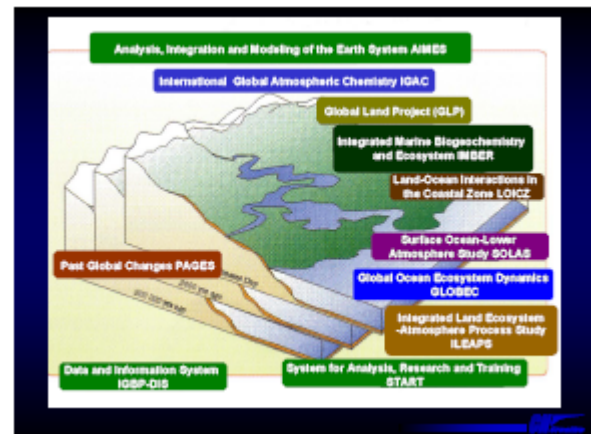 Analysis, Integration and Modeling of the Earth System AIMES
International Global Atmospheric Chemistry IGAC
Global Land Project (GLP)
Integrated Marine Biogeochemistry
and Ecosystem IMBER
Land-Ocean Interactions in
the Coastal Zone LOICZ
Surface Ocean-Lower
Atmosphere Study SOLAS
Past Global Changes PAGES
Global Ocean Ecosystem Dynamics
GLOBEC
Integrated Land Ecosystem
-Atmosphere Process Study
ILEAPS
Data and Information System
IGBP-DIS
System for Analysis, Research and Training
START